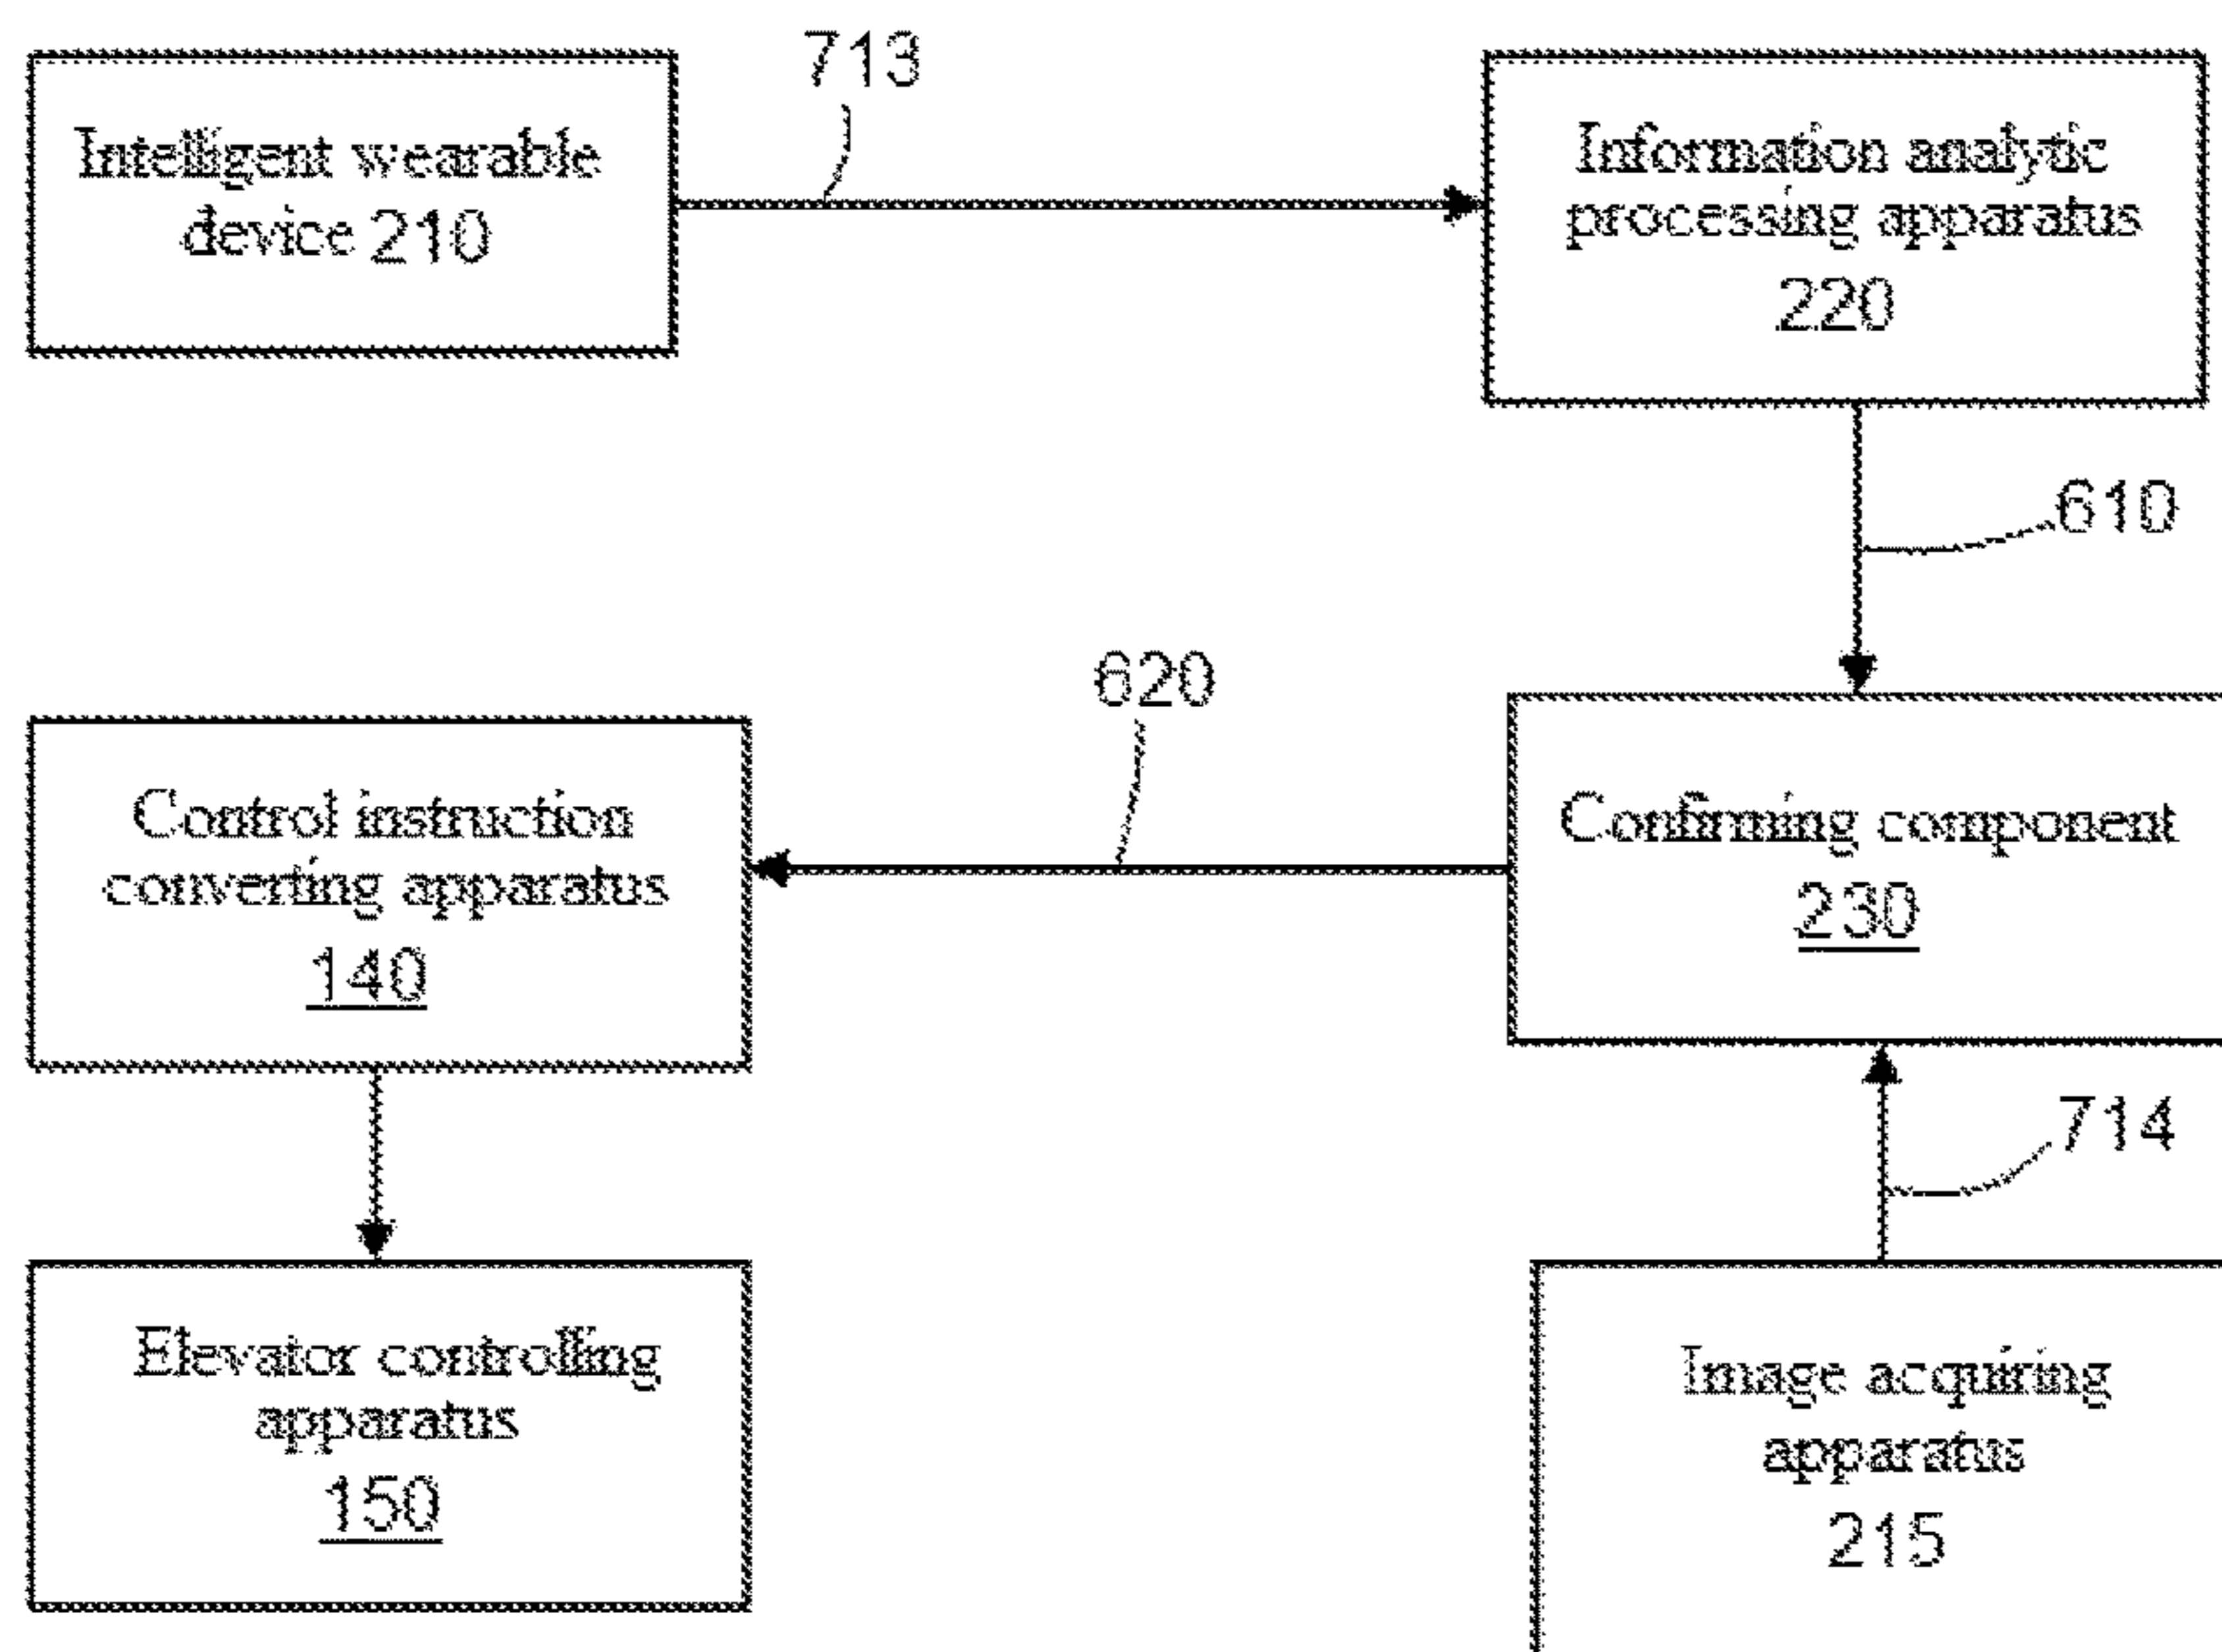 713
Intelligent wearable
device 210
Information analytic
processing apparatus
220
610
620
Control instruction
converting apparatus
140
Confirming component
230
714
Elevator controlling
apparatus
150
Image acquiring
apparatus
215